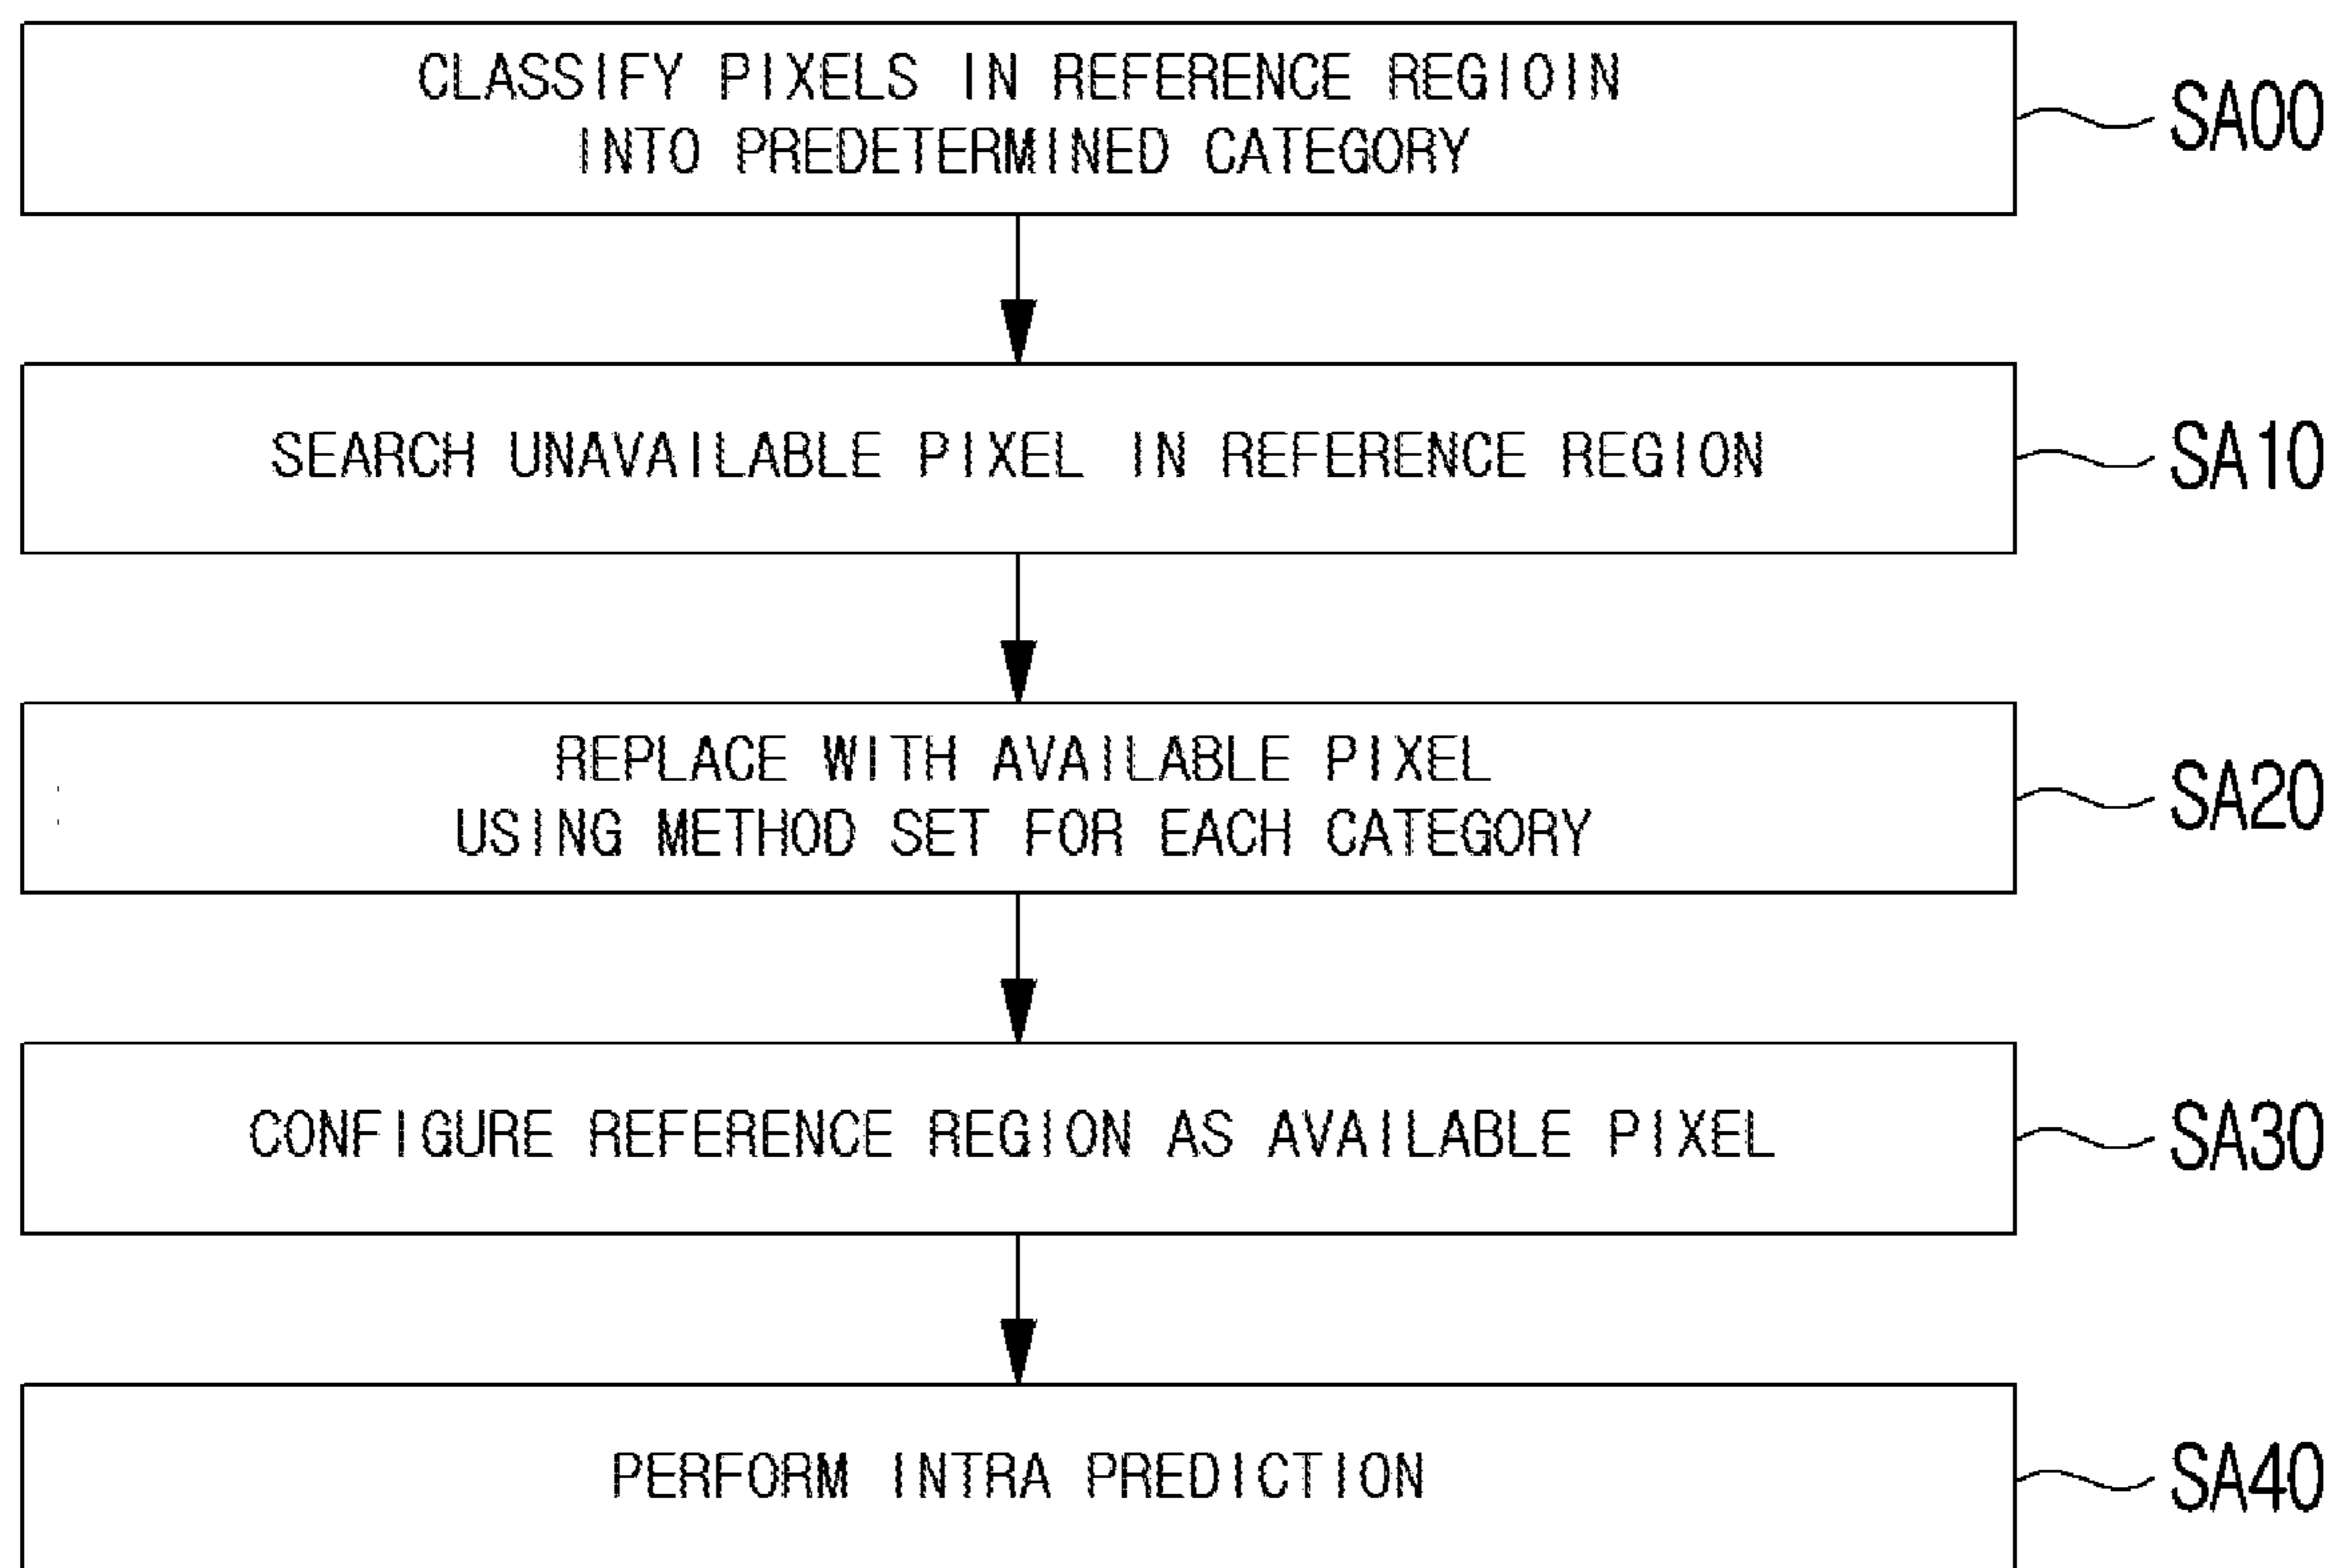 CLASSIFY PIXELS IN REFERENCE REGIOIN
INTO PREDETERMINED CATEGORY
SA00
SEARCH UNAVAILABLE PIXEL IN REFERENCE REGION
SA10
REPLACE WITH AVAILABLE PIXEL
USING METHOD SET FOR EACH CATEGORY
SA20
CONFIGURE REFERENCE REGION AS AVAILABLE PIXEL
SA30
PERFORM INTRA PREDICTION
SA40